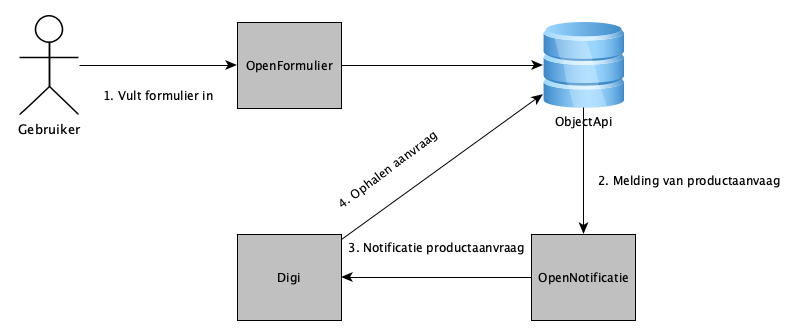 OpenFormulier
1. Vult formulier in
Gebruiker
ObjectApi
4. Ophalen aanvraag
2. Melding van productaanvaag
3. Notificatie productaanvraag
Digi
OpenNotificatie